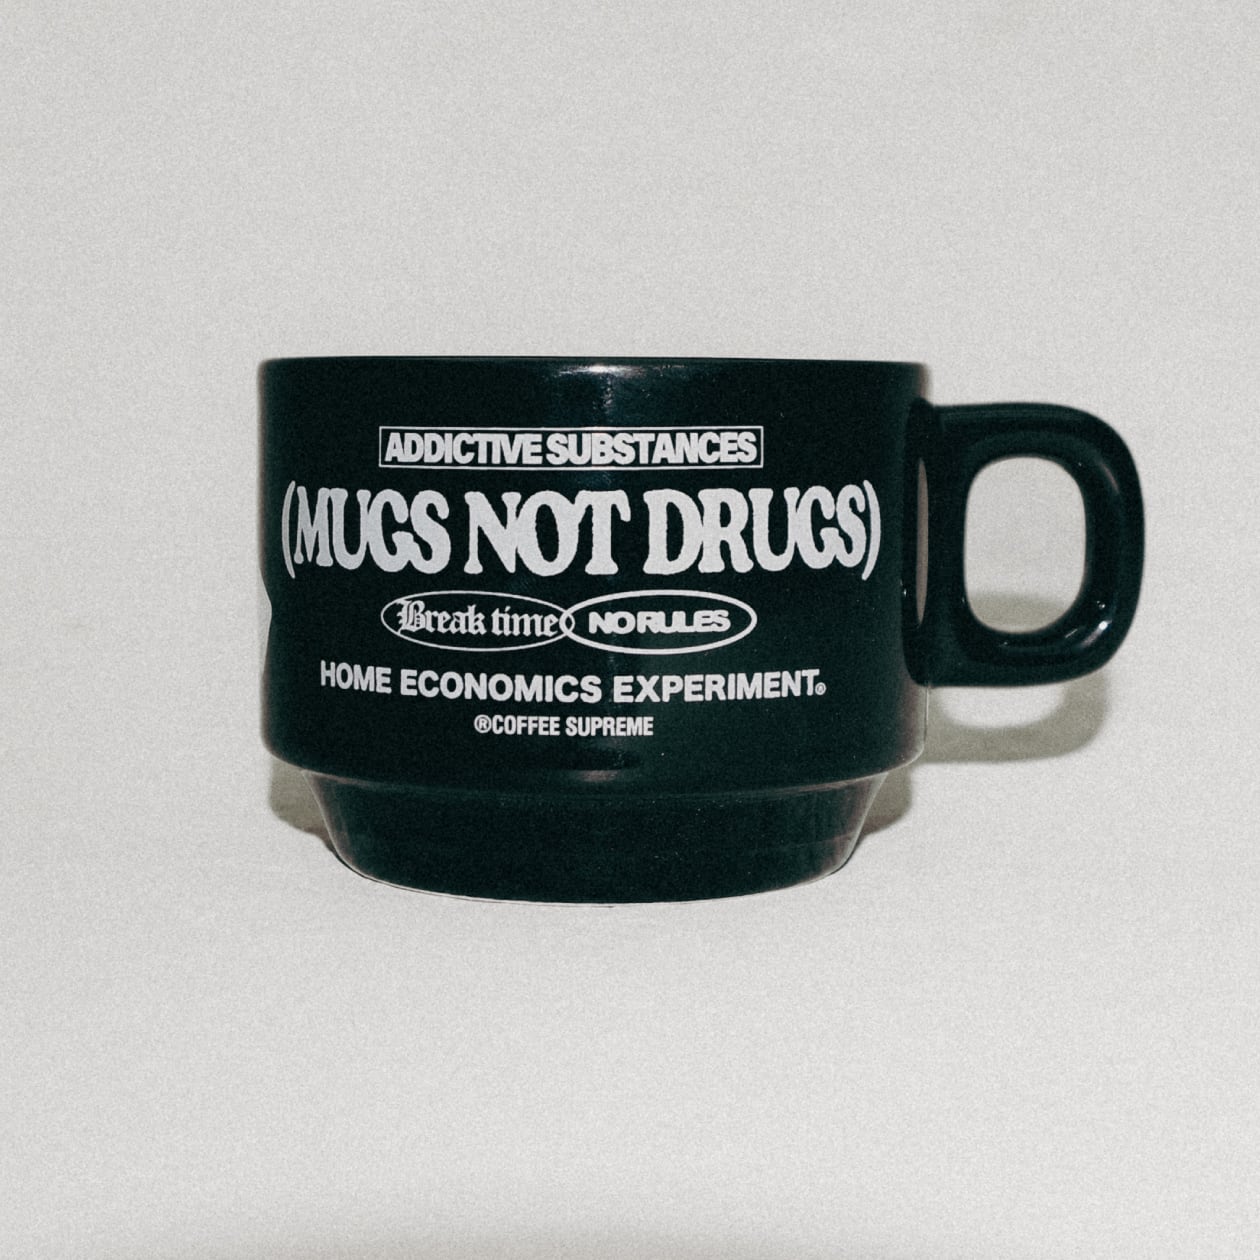 ADDICTIVE SUBSTANCES
(MUGS NOT DRUGS)
Break time NO RULES
HOME ECONOMICS EXPERIMENT®
®COFFEE SUPREME